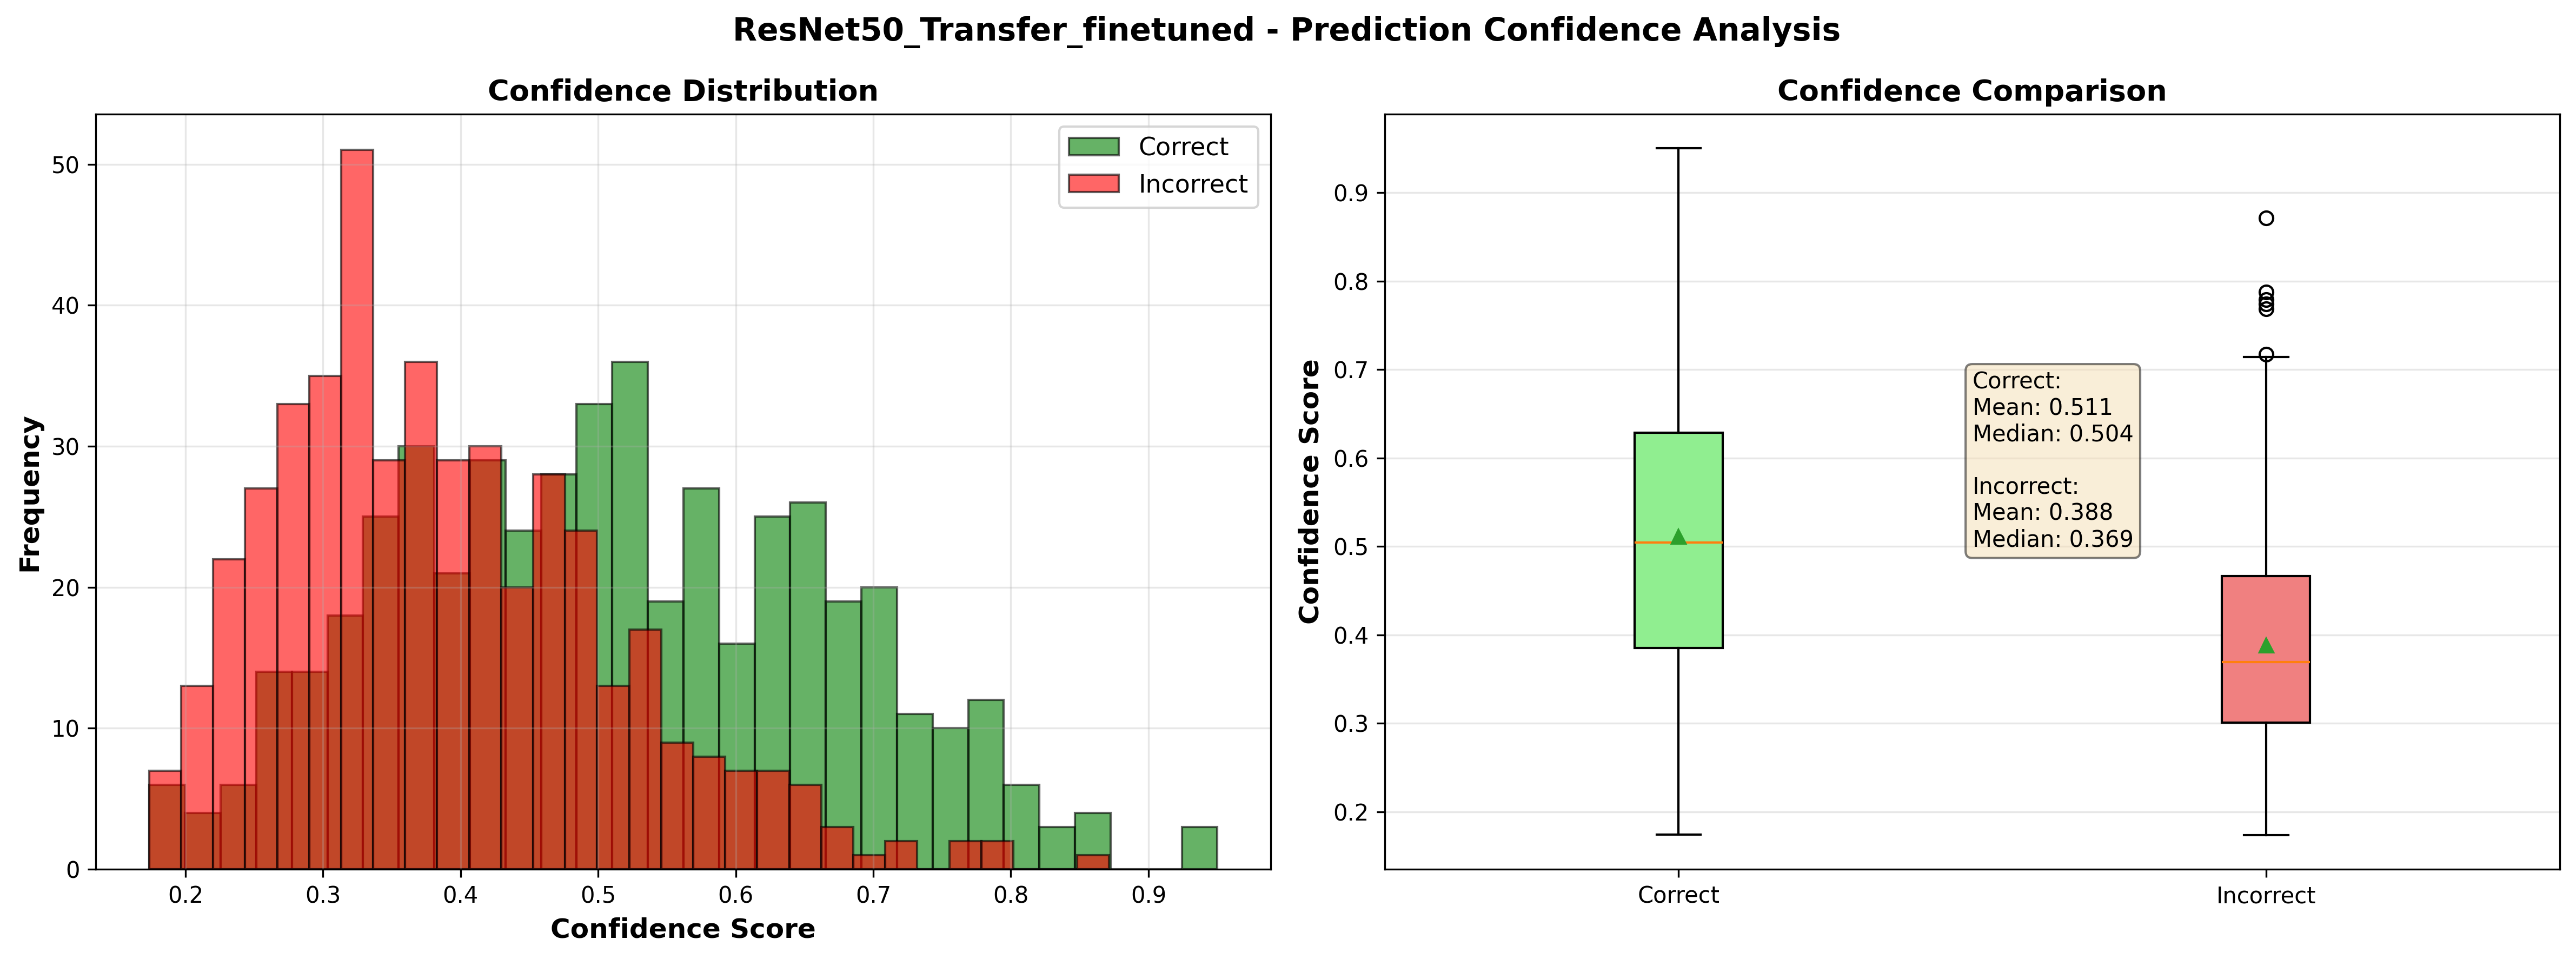 ResNet50_Transfer_finetuned - Prediction Confidence Analysis
Confidence Distribution
Frequency
50
40
30
20
10
0
0.2 0.3 0.4 0.5 0.6 0.7 0.8 0.9
Confidence Score
Correct
Incorrect
Confidence Comparison
Confidence Score
0.9
0.8
0.7
0.6
0.5
0.4
0.3
0.2
Correct:
Mean: 0.511
Median: 0.504
Incorrect:
Mean: 0.388
Median: 0.369
Correct Incorrect